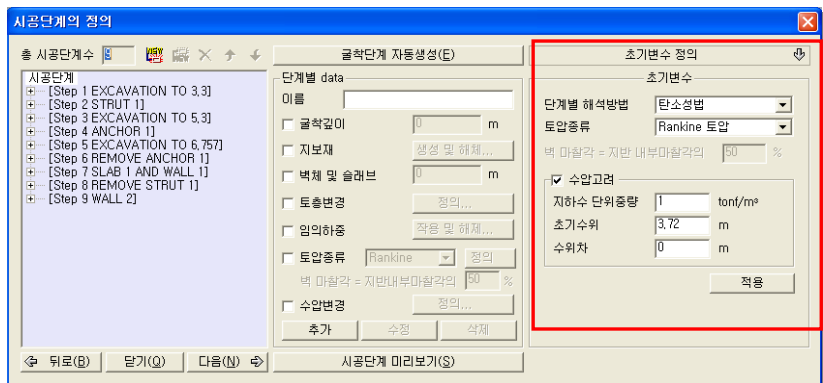 시공단계의 정의
총 시공단계수 9
굴착단계 자동생성(E)
초기변수 정의
시공단계
[Step 1 EXCAVATION TO 3,3]
[Step 2 STRUT 1]
[Step 3 EXCAVATION TO 5,3]
[Step 4 ANCHOR 1]
[Step 5 EXCAVATION TO 6,757]
[Step 6 REMOVE ANCHOR 1]
[Step 7 SLAB 1 AND WALL 1]
[Step 8 REMOVE STRUT 1]
[Step 9 WALL 2]
단계별 data
이름
굴착깊이 0 m
지보재 생성 및 해체...
벽체 및 슬래브 0 m
토층변경 정의...
임의하중 작용 및 해제...
토압종류 Rankine 정의
벽 마찰각 = 지반내부마찰각의 50 %
수압변경 정의...
추가 수정 삭제
초기변수
단계별 해석방법 탄소성법
토압종류 Rankine 토압
벽 마찰각 = 지반 내부마찰각의 50 %
수압고려
지하수 단위중량 1 tonf/m³
초기수위 3,72 m
수위차 0 m
적용
뒤로(B) 닫기(Q) 다음(N) 시공단계 미리보기(S)